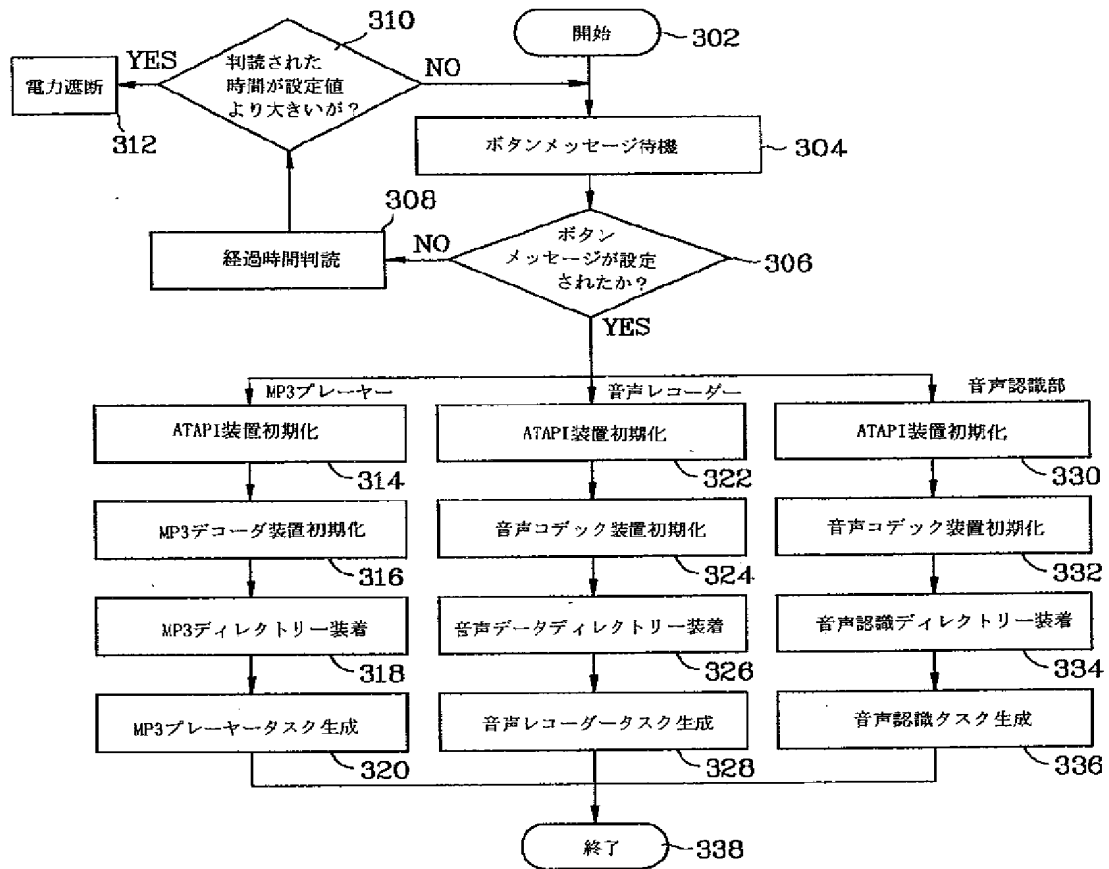 開始
302
310
判読された
時間が設定値
より大きいが?
YES
NO
電力遮断
312
ボタンメッセージ待機
304
308
経過時間判読
NO
ボタン
メッセージが設定
されたか?
306
YES
MP3プレーヤー
音声レコーダー
音声認識部
ATAPI装置初期化
314
ATAPI装置初期化
322
ATAPI装置初期化
330
MP3デコーダ装置初期化
316
音声コデック装置初期化
324
音声コデック装置初期化
332
MP3ディレクトリー装着
318
音声データディレクトリー装着
326
音声認識ディレクトリー装着
334
MP3プレーヤータスク生成
320
音声レコーダータスク生成
328
音声認識タスク生成
336
終了
338